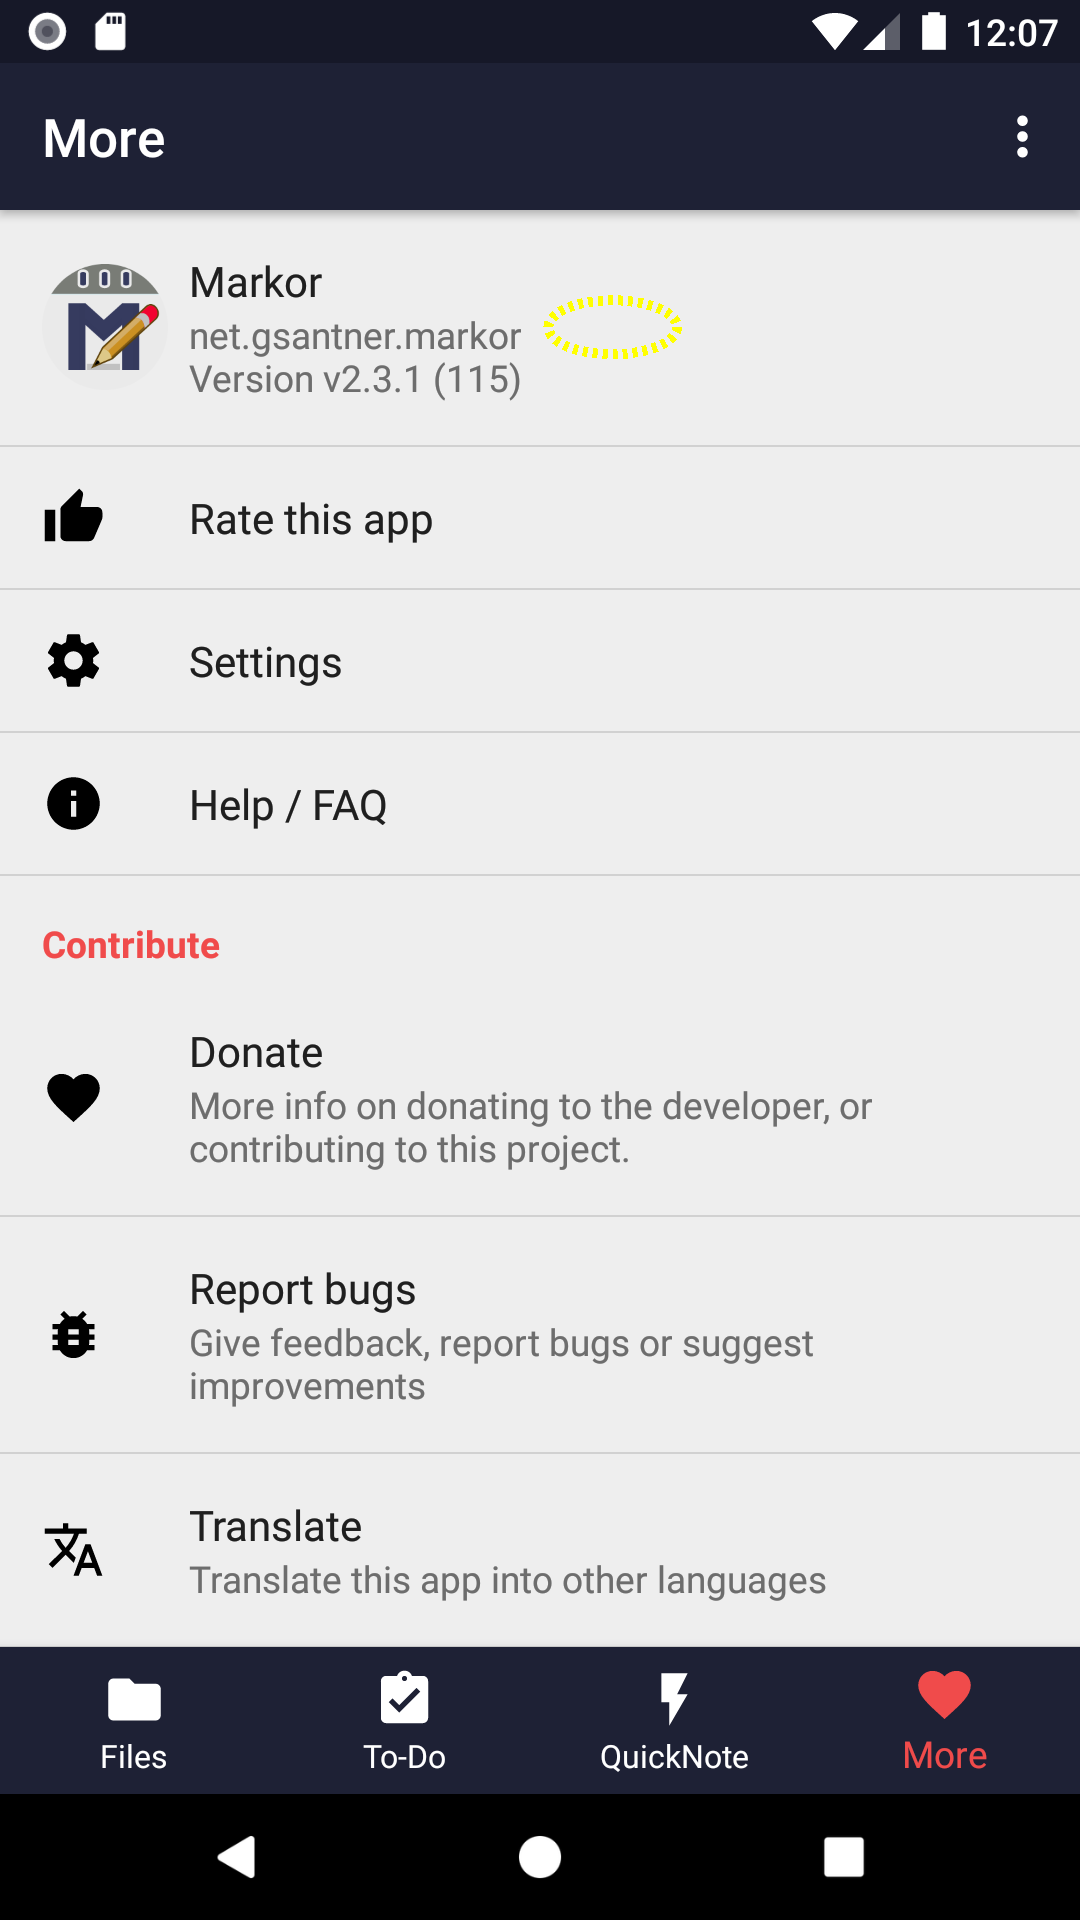 12:07
More
Markor
net.gsantner.markor
Version v2.3.1 (115)
Rate this app
Settings
Help / FAQ
Contribute
Donate
More info on donating to the developer, or
contributing to this project.
Report bugs
Give feedback, report bugs or suggest
improvements
Translate
Translate this app into other languages
Files
To-Do
QuickNote
More